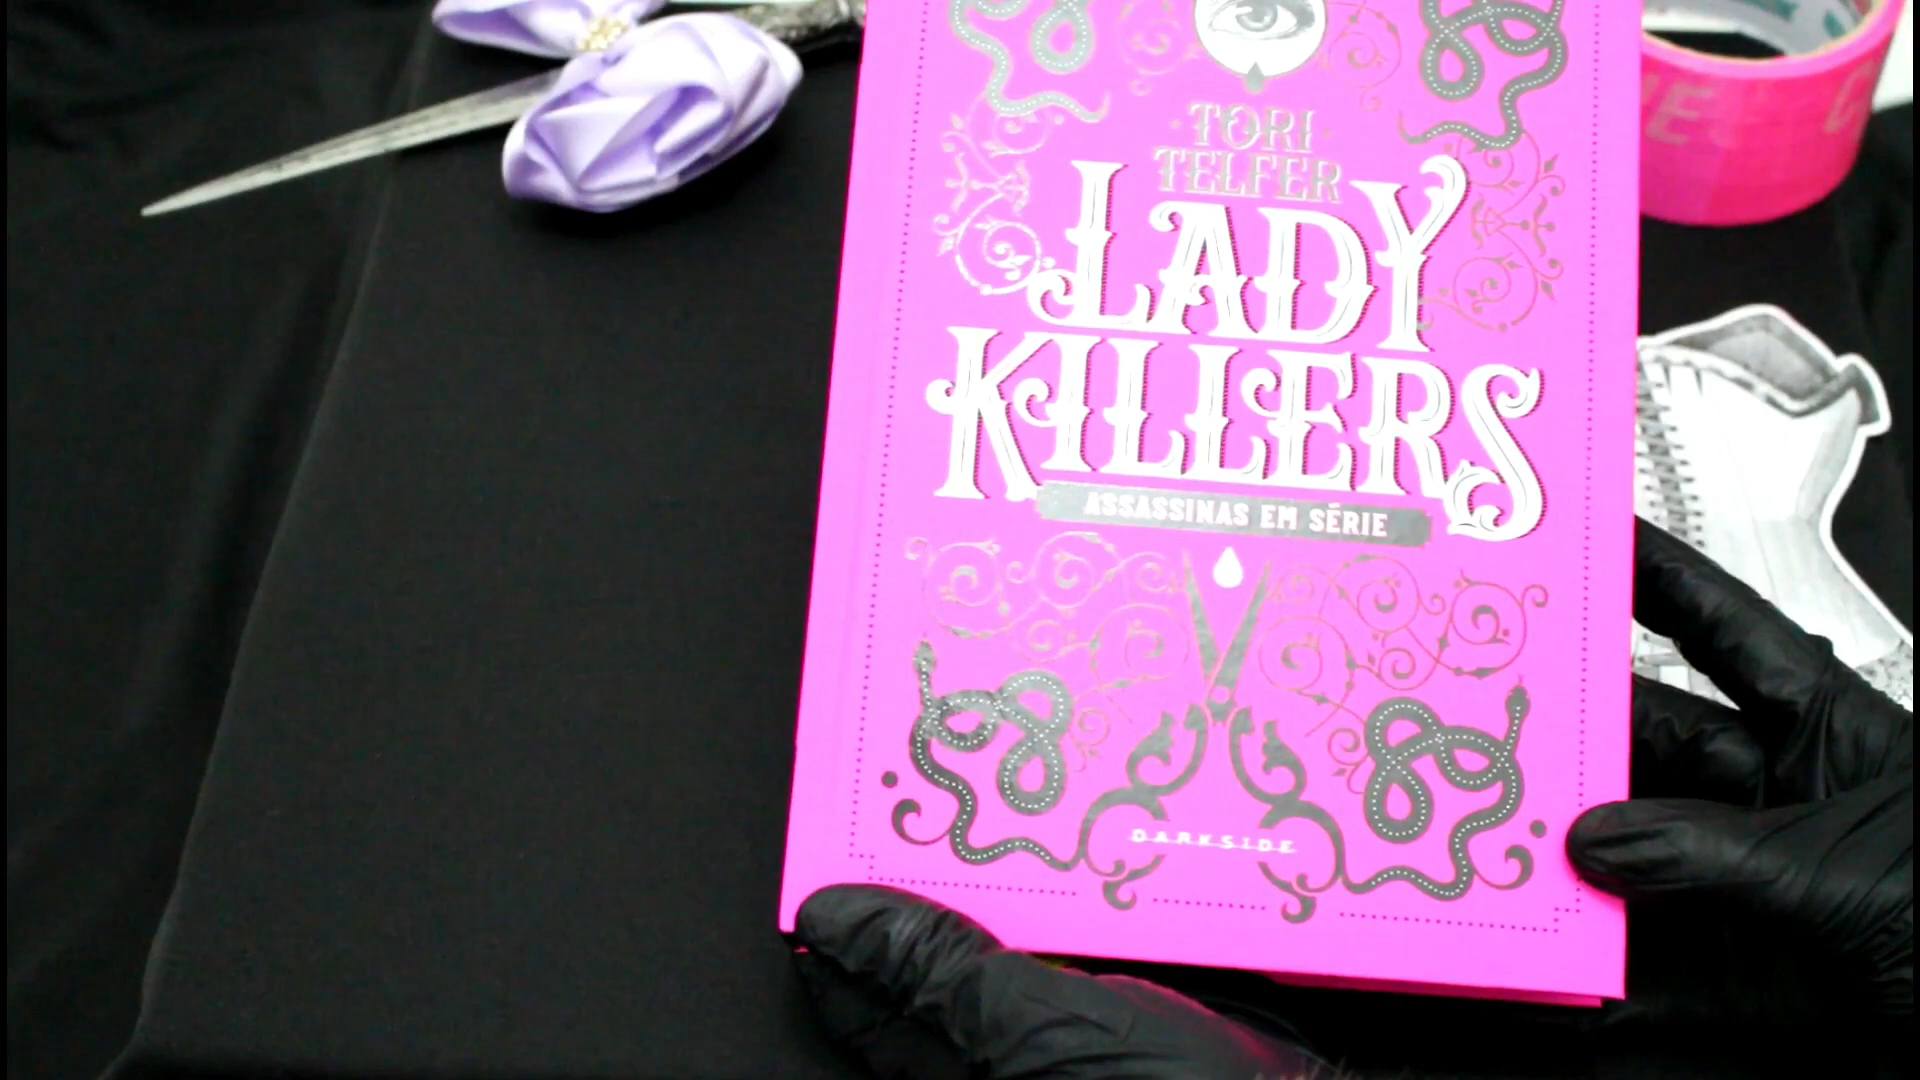 TORI
TELFER
LADY
KILLERS
ASSASSINAS EM SÉRIE
DARKSIDE